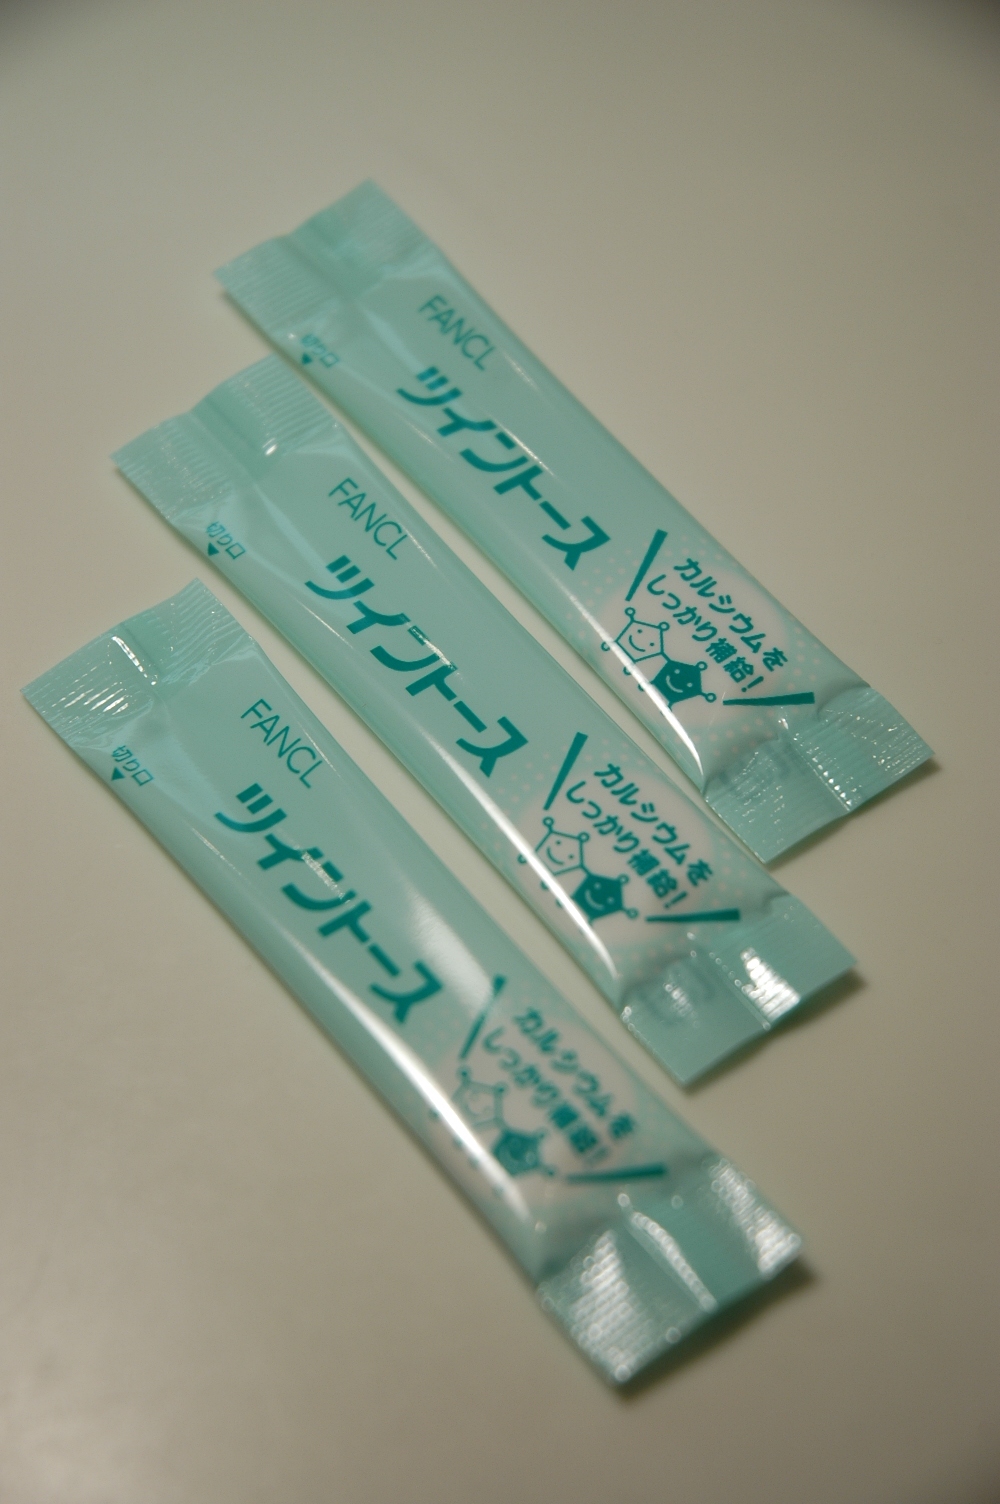 FANCL
ツイントース
カルシウムを
しっかり補給!
切り口
FANCL
ツイントース
カルシウムを
しっかり補給!
切り口
FANCL
ツイントース
カルシウムを
しっかり補給!
切り口